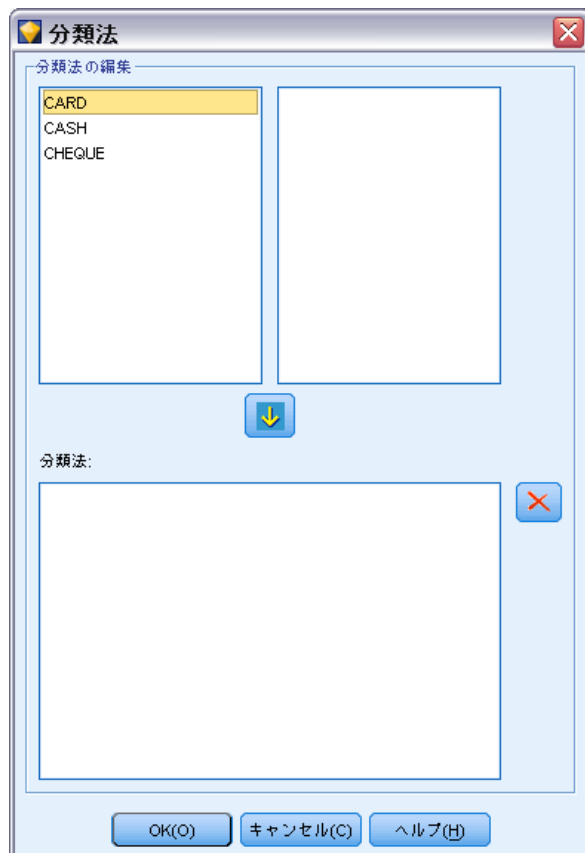 分類法
分類法の編集
CARD
CASH
CHEQUE
分類法:
OK(O) キャンセル(C) ヘルプ(H)